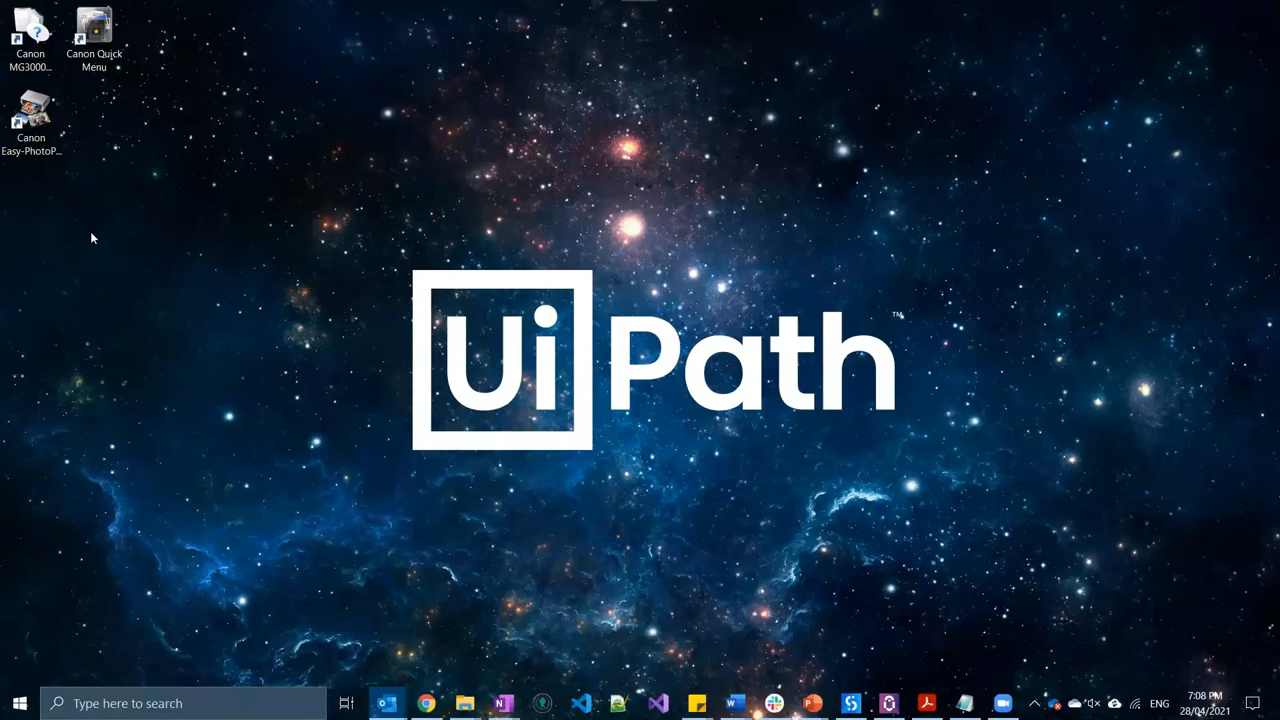 Canon
MG3000...
Canon Quick
Menu
Canon
Easy-PhotoP...
UiPath™
Type here to search
ENG
7:08 PM
28/04/2021